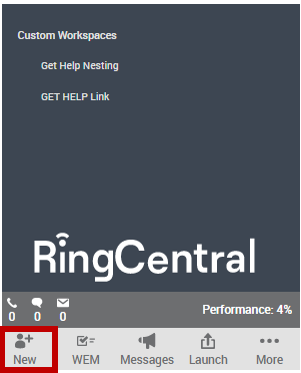 Custom Workspaces
Get Help Nesting
GET HELP Link
RingCentral
0 0 0 Performance: 4%
New WEM Messages Launch More